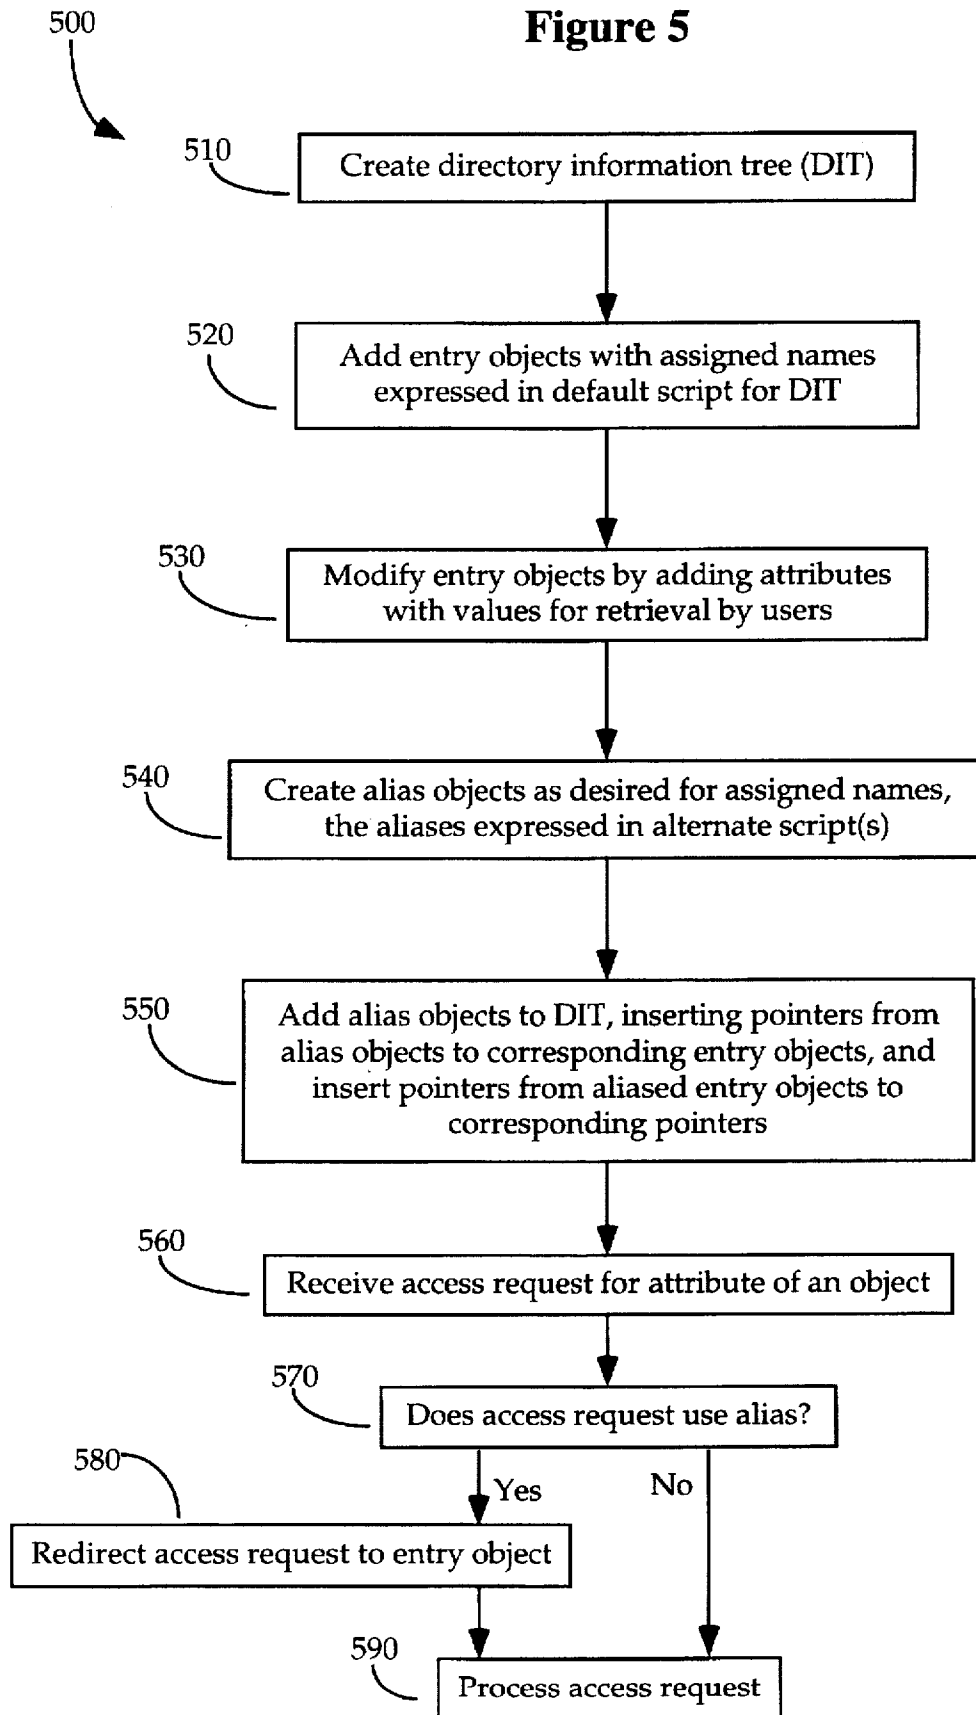 Figure 5
500
510
Create directory information tree (DIT)
520
Add entry objects with assigned names
expressed in default script for DIT
530
Modify entry objects by adding attributes
with values for retrieval by users
540
Create alias objects as desired for assigned names,
the aliases expressed in alternate script(s)
550
Add alias objects to DIT, inserting pointers from
alias objects to corresponding entry objects, and
insert pointers from aliased entry objects to
corresponding pointers
560
Receive access request for attribute of an object
570
Does access request use alias?
580
Yes
No
Redirect access request to entry object
590
Process access request